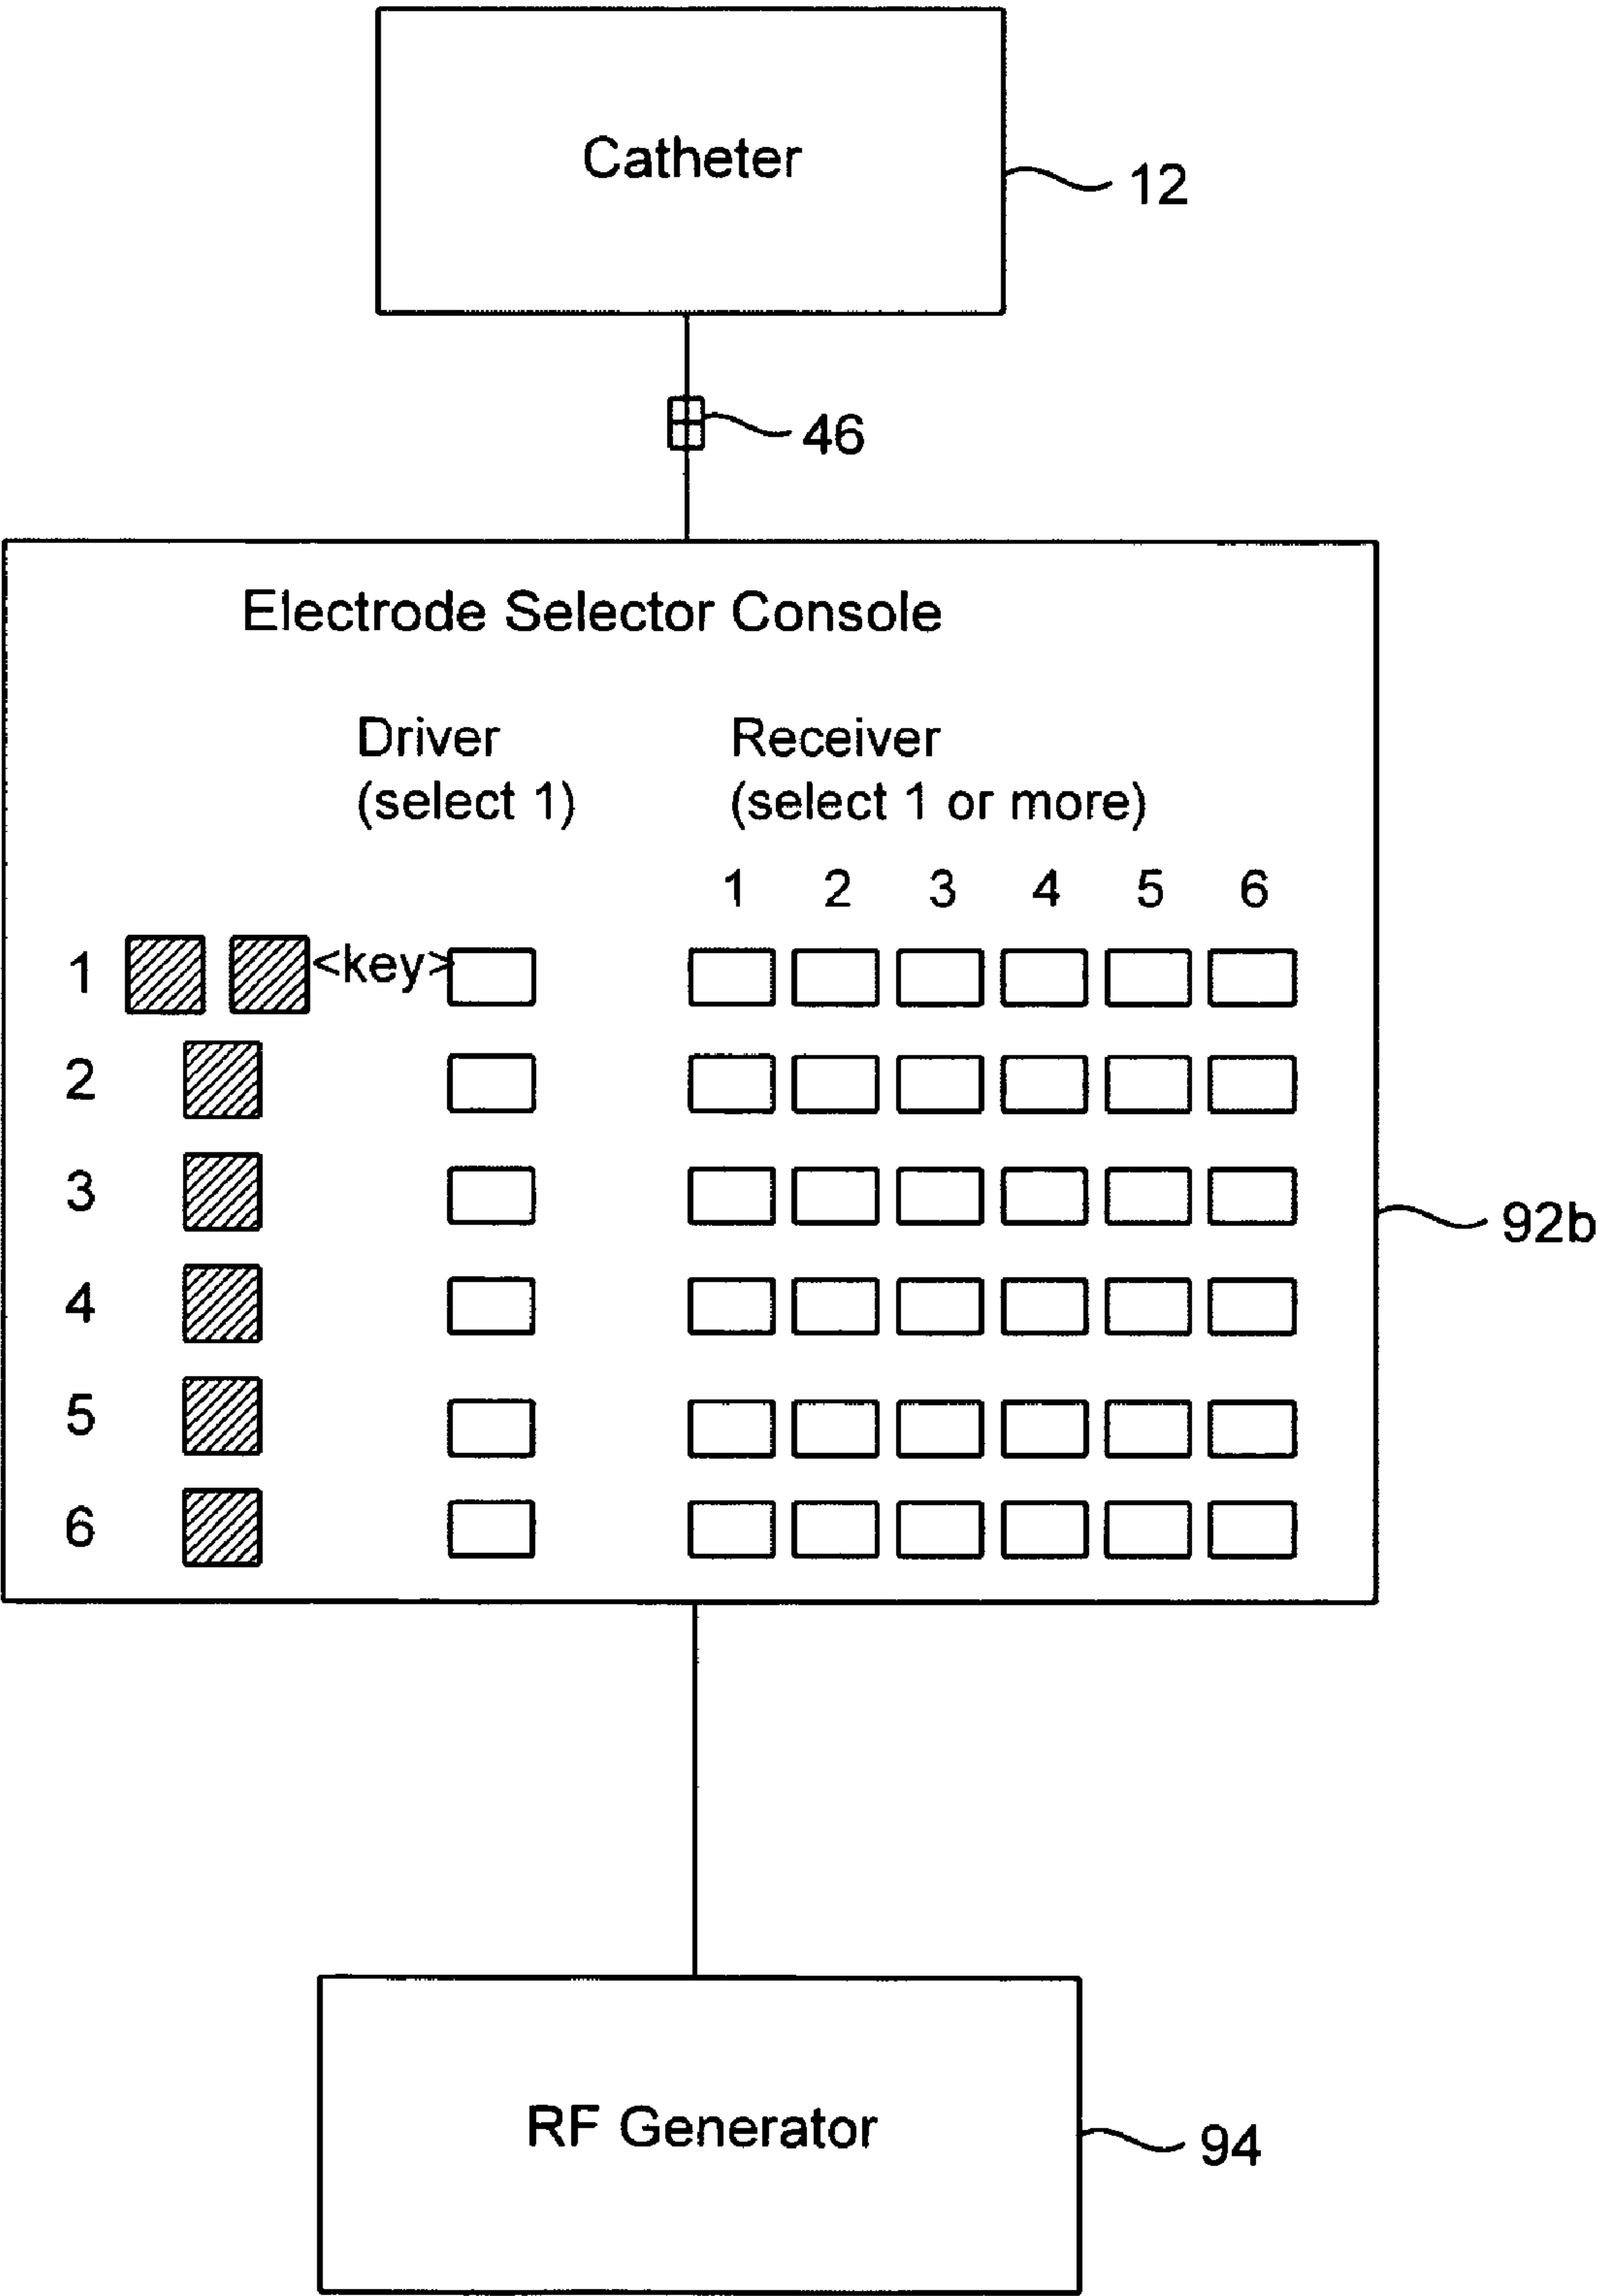 Catheter
12
46
Electrode Selector Console
Driver Receiver
(select 1) (select 1 or more)
1 2 3 4 5 6
1 <key>
2
3
92b
4
5
6
RF Generator
94